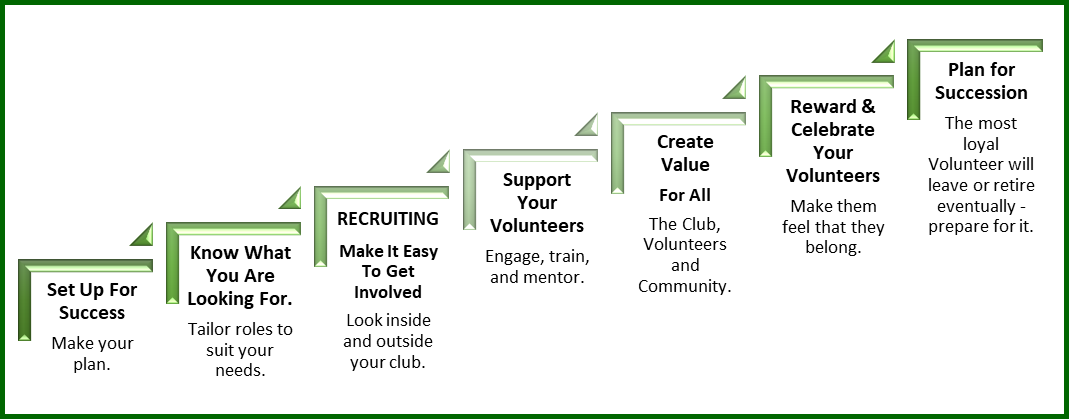 Set Up For
Success
Make your
plan.
Know What
You Are
Looking For.
Tailor roles to
suit your
needs.
RECRUITING
Make It Easy
To Get
Involved
Look inside
and outside
your club.
Support
Your
Volunteers
Engage, train,
and mentor.
Create
Value
For All
The Club,
Volunteers
and
Community.
Reward &
Celebrate
Your
Volunteers
Make them
feel that they
belong.
Plan for
Succession
The most
loyal
Volunteer will
leave or retire
eventually -
prepare for it.